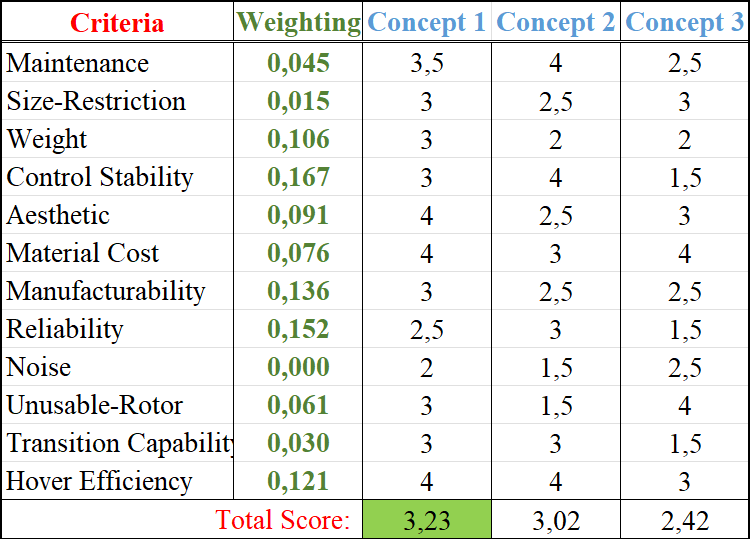 Criteria Weighting Concept 1 Concept 2 Concept 3
Maintenance 0,045 3,5 4 2,5
Size-Restriction 0,015 3 2,5 3
Weight 0,106 3 2 2
Control Stability 0,167 3 4 1,5
Aesthetic 0,091 4 2,5 3
Material Cost 0,076 4 3 4
Manufacturability 0,136 3 2,5 2,5
Reliability 0,152 2,5 3 1,5
Noise 0,000 2 1,5 2,5
Unusable-Rotor 0,061 3 1,5 4
Transition Capability 0,030 3 3 1,5
Hover Efficiency 0,121 4 4 3
Total Score: 3,23 3,02 2,42